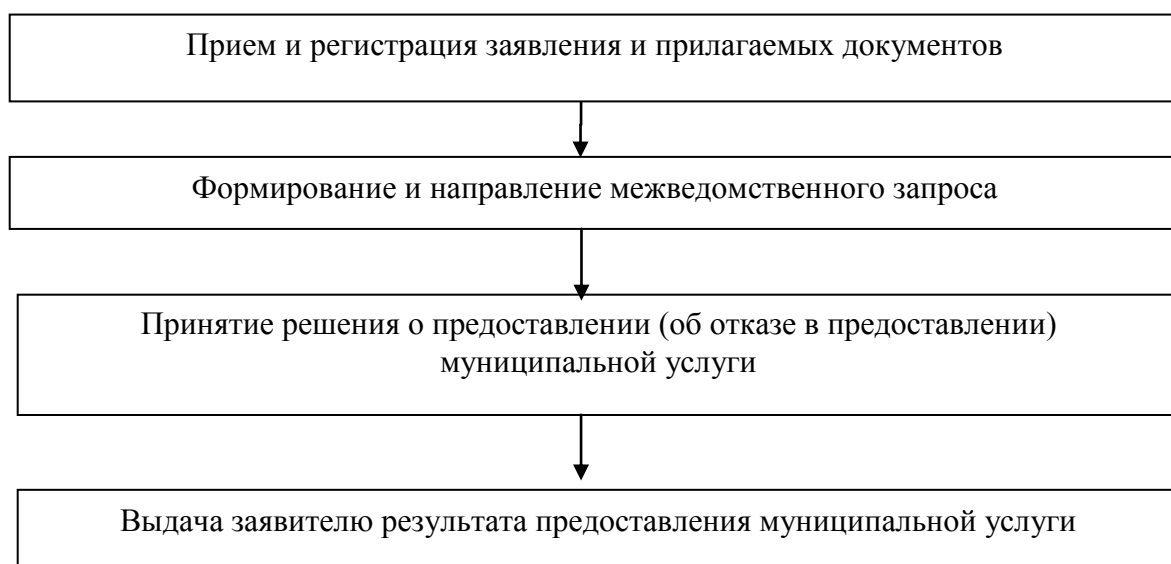 Прием и регистрация заявления и прилагаемых документов
Формирование и направление межведомственного запроса
Принятие решения о предоставлении (об отказе в предоставлении)
муниципальной услуги
Выдача заявителю результата предоставления муниципальной услуги